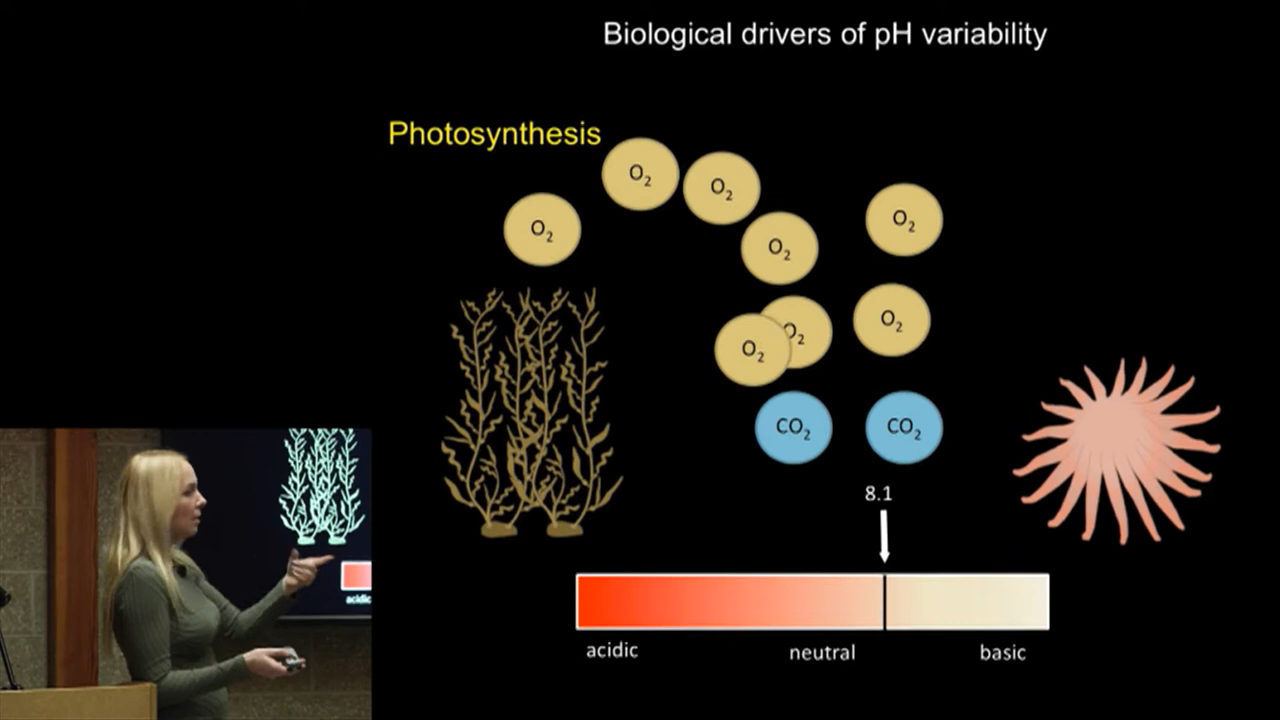 Biological drivers of pH variability
Photosynthesis
O₂
O₂
O₂
O₂
O₂
O₂
O₂
O₂
CO₂
CO₂
8.1
acidic
neutral
basic
acidic